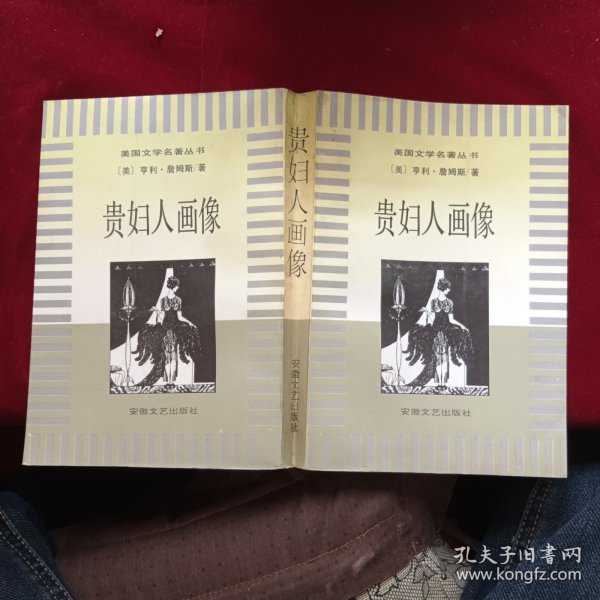 美国文学名著丛书
〔美〕亨利·詹姆斯/著
贵妇人画像
安徽文艺出版社
贵妇人画像
安徽文艺出版社
美国文学名著丛书
〔美〕亨利·詹姆斯/著
贵妇人画像
安徽文艺出版社
孔夫子旧书网
www.kongfz.com